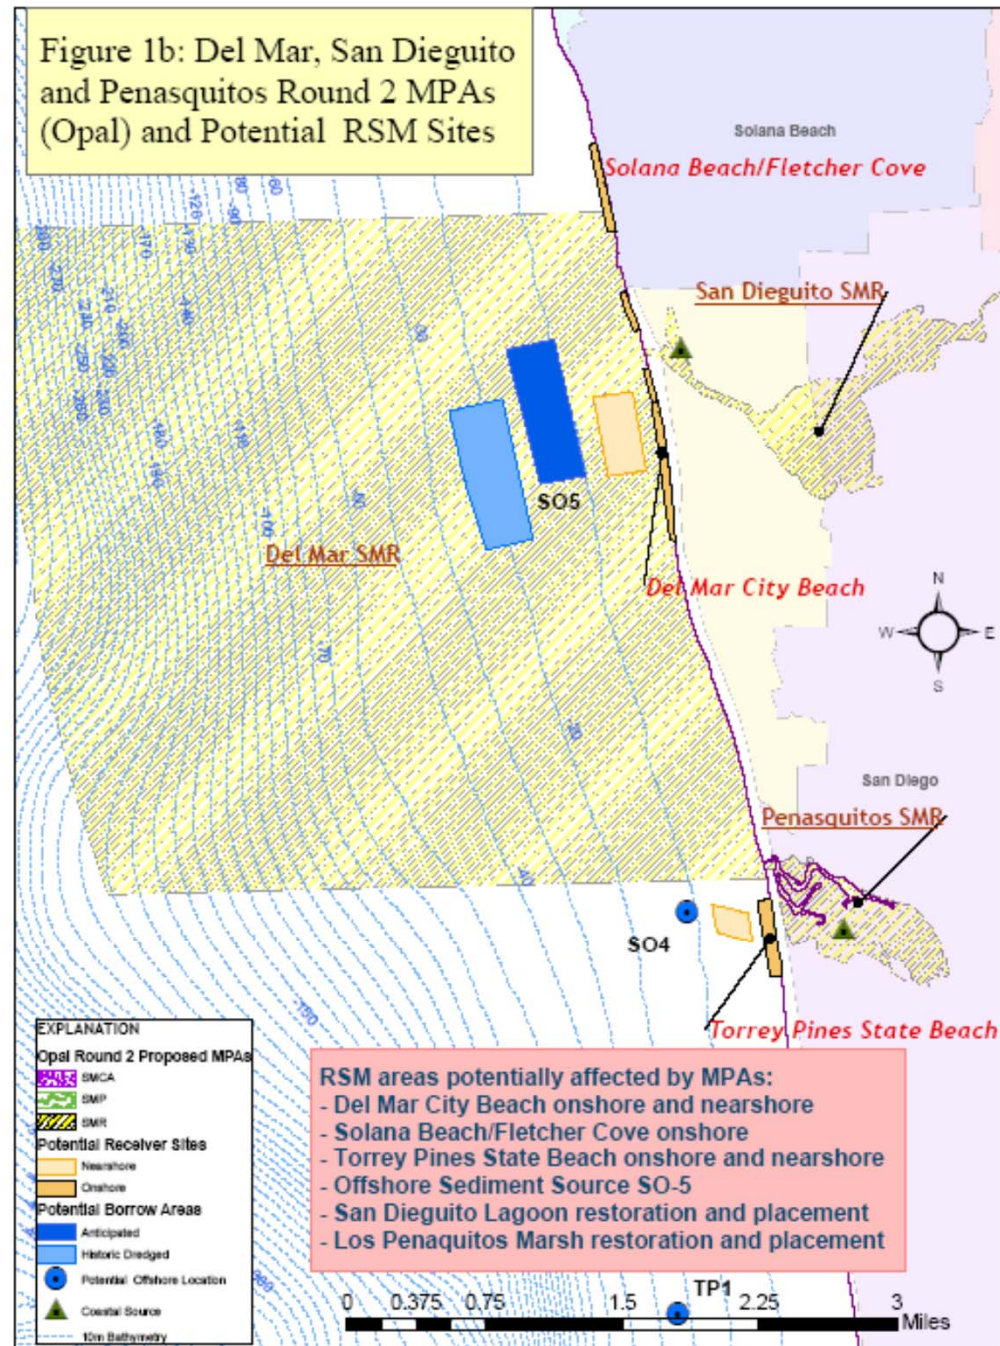 Figure 1b: Del Mar, San Dieguito
and Penasquitos Round 2 MPAs
(Opal) and Potential RSM Sites
Solana Beach
Solana Beach/Fletcher Cove
San Dieguito SMR
SO5
Del Mar SMR
Del Mar City Beach
N
W
E
S
San Diego
Penasquitos SMR
SO4
Torrey Pines State Beach
EXPLANATION
Opal Round 2 Proposed MPAs
SMCA
SMP
SMR
Potential Receiver Sites
Nearshore
Onshore
Potential Borrow Areas
Anticipated
Historic Dredged
Potential Offshore Location
Coastal Source
10m Bathymetry
RSM areas potentially affected by MPAs:
- Del Mar City Beach onshore and nearshore
- Solana Beach/Fletcher Cove onshore
- Torrey Pines State Beach onshore and nearshore
- Offshore Sediment Source SO-5
- San Dieguito Lagoon restoration and placement
- Los Penaquitos Marsh restoration and placement
TP1
0 0.375 0.75 1.5 2.25 3
Miles